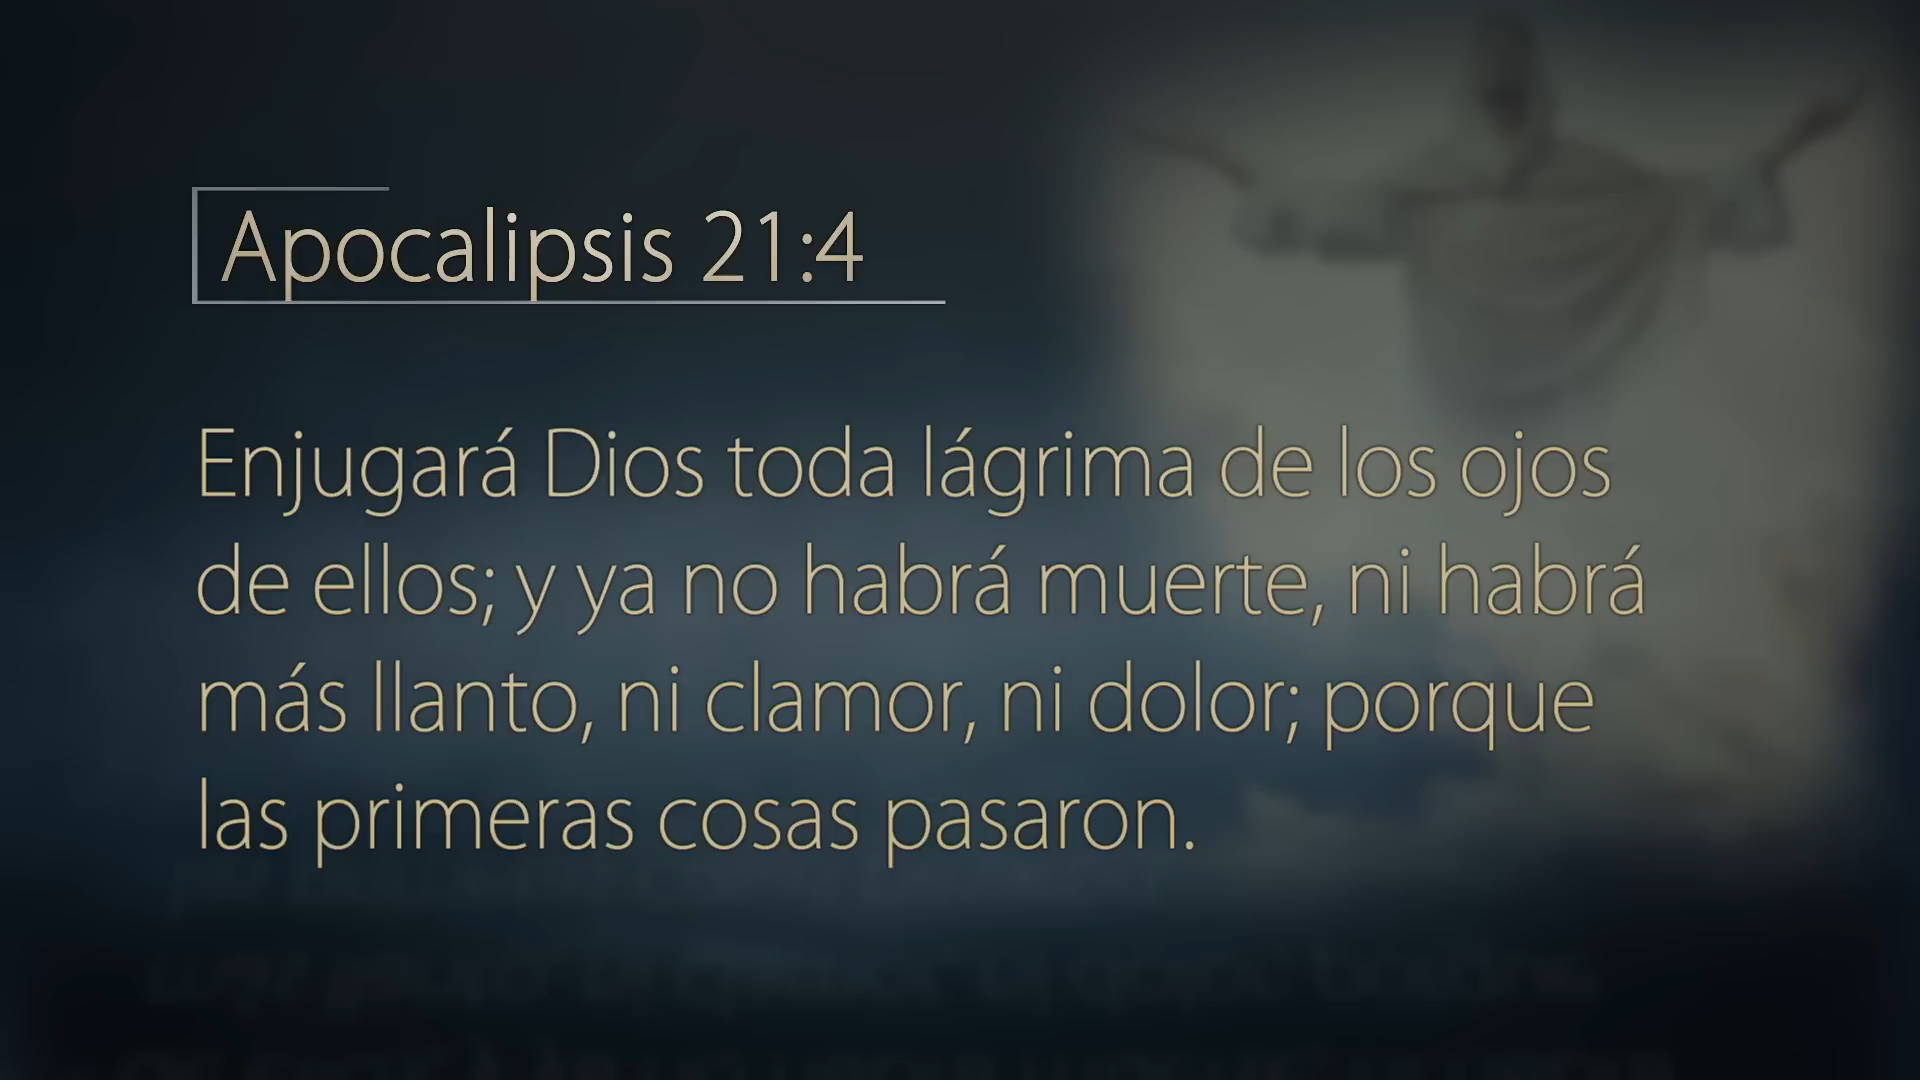 Apocalipsis 21:4
Enjugará Dios toda lágrima de los ojos
de ellos; y ya no habrá muerte, ni habrá
más llanto, ni clamor, ni dolor; porque
las primeras cosas pasaron.